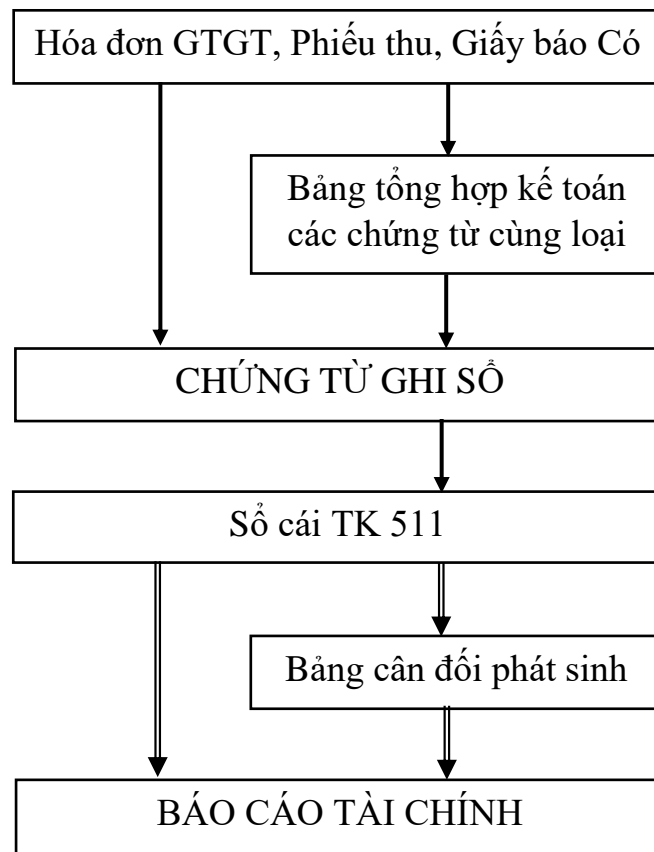 Hóa đơn GTGT, Phiếu thu, Giấy báo Có
Bảng tổng hợp kế toán
các chứng từ cùng loại
CHỨNG TỪ GHI SỔ
Sổ cái TK 511
Bảng cân đối phát sinh
BÁO CÁO TÀI CHÍNH